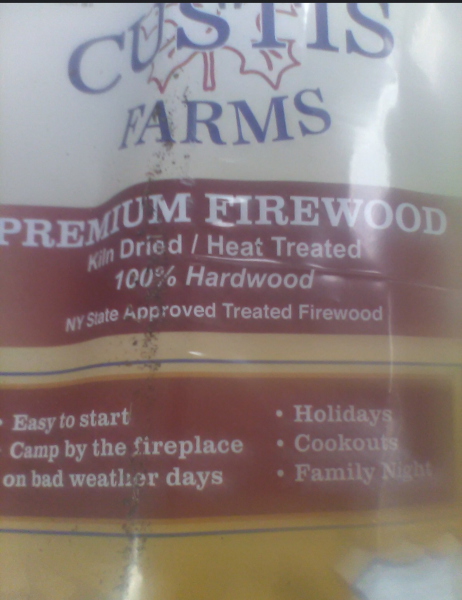 CUSTIS
FARMS
PREMIUM FIREWOOD
Kiln Dried / Heat Treated
100% Hardwood
NY State Approved Treated Firewood
• Easy to start
• Camp by the fireplace
on bad weather days
• Holidays
• Cookouts
• Family Night